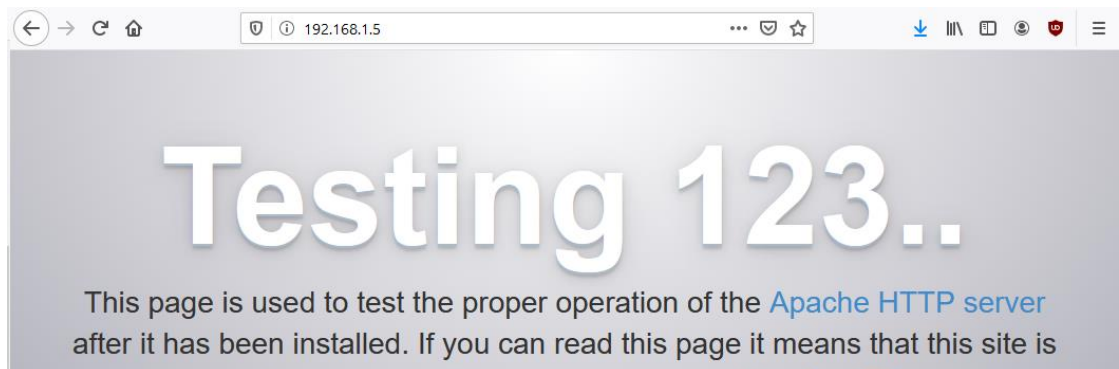 192.168.1.5
Testing 123..
This page is used to test the proper operation of the Apache HTTP server
after it has been installed. If you can read this page it means that this site is